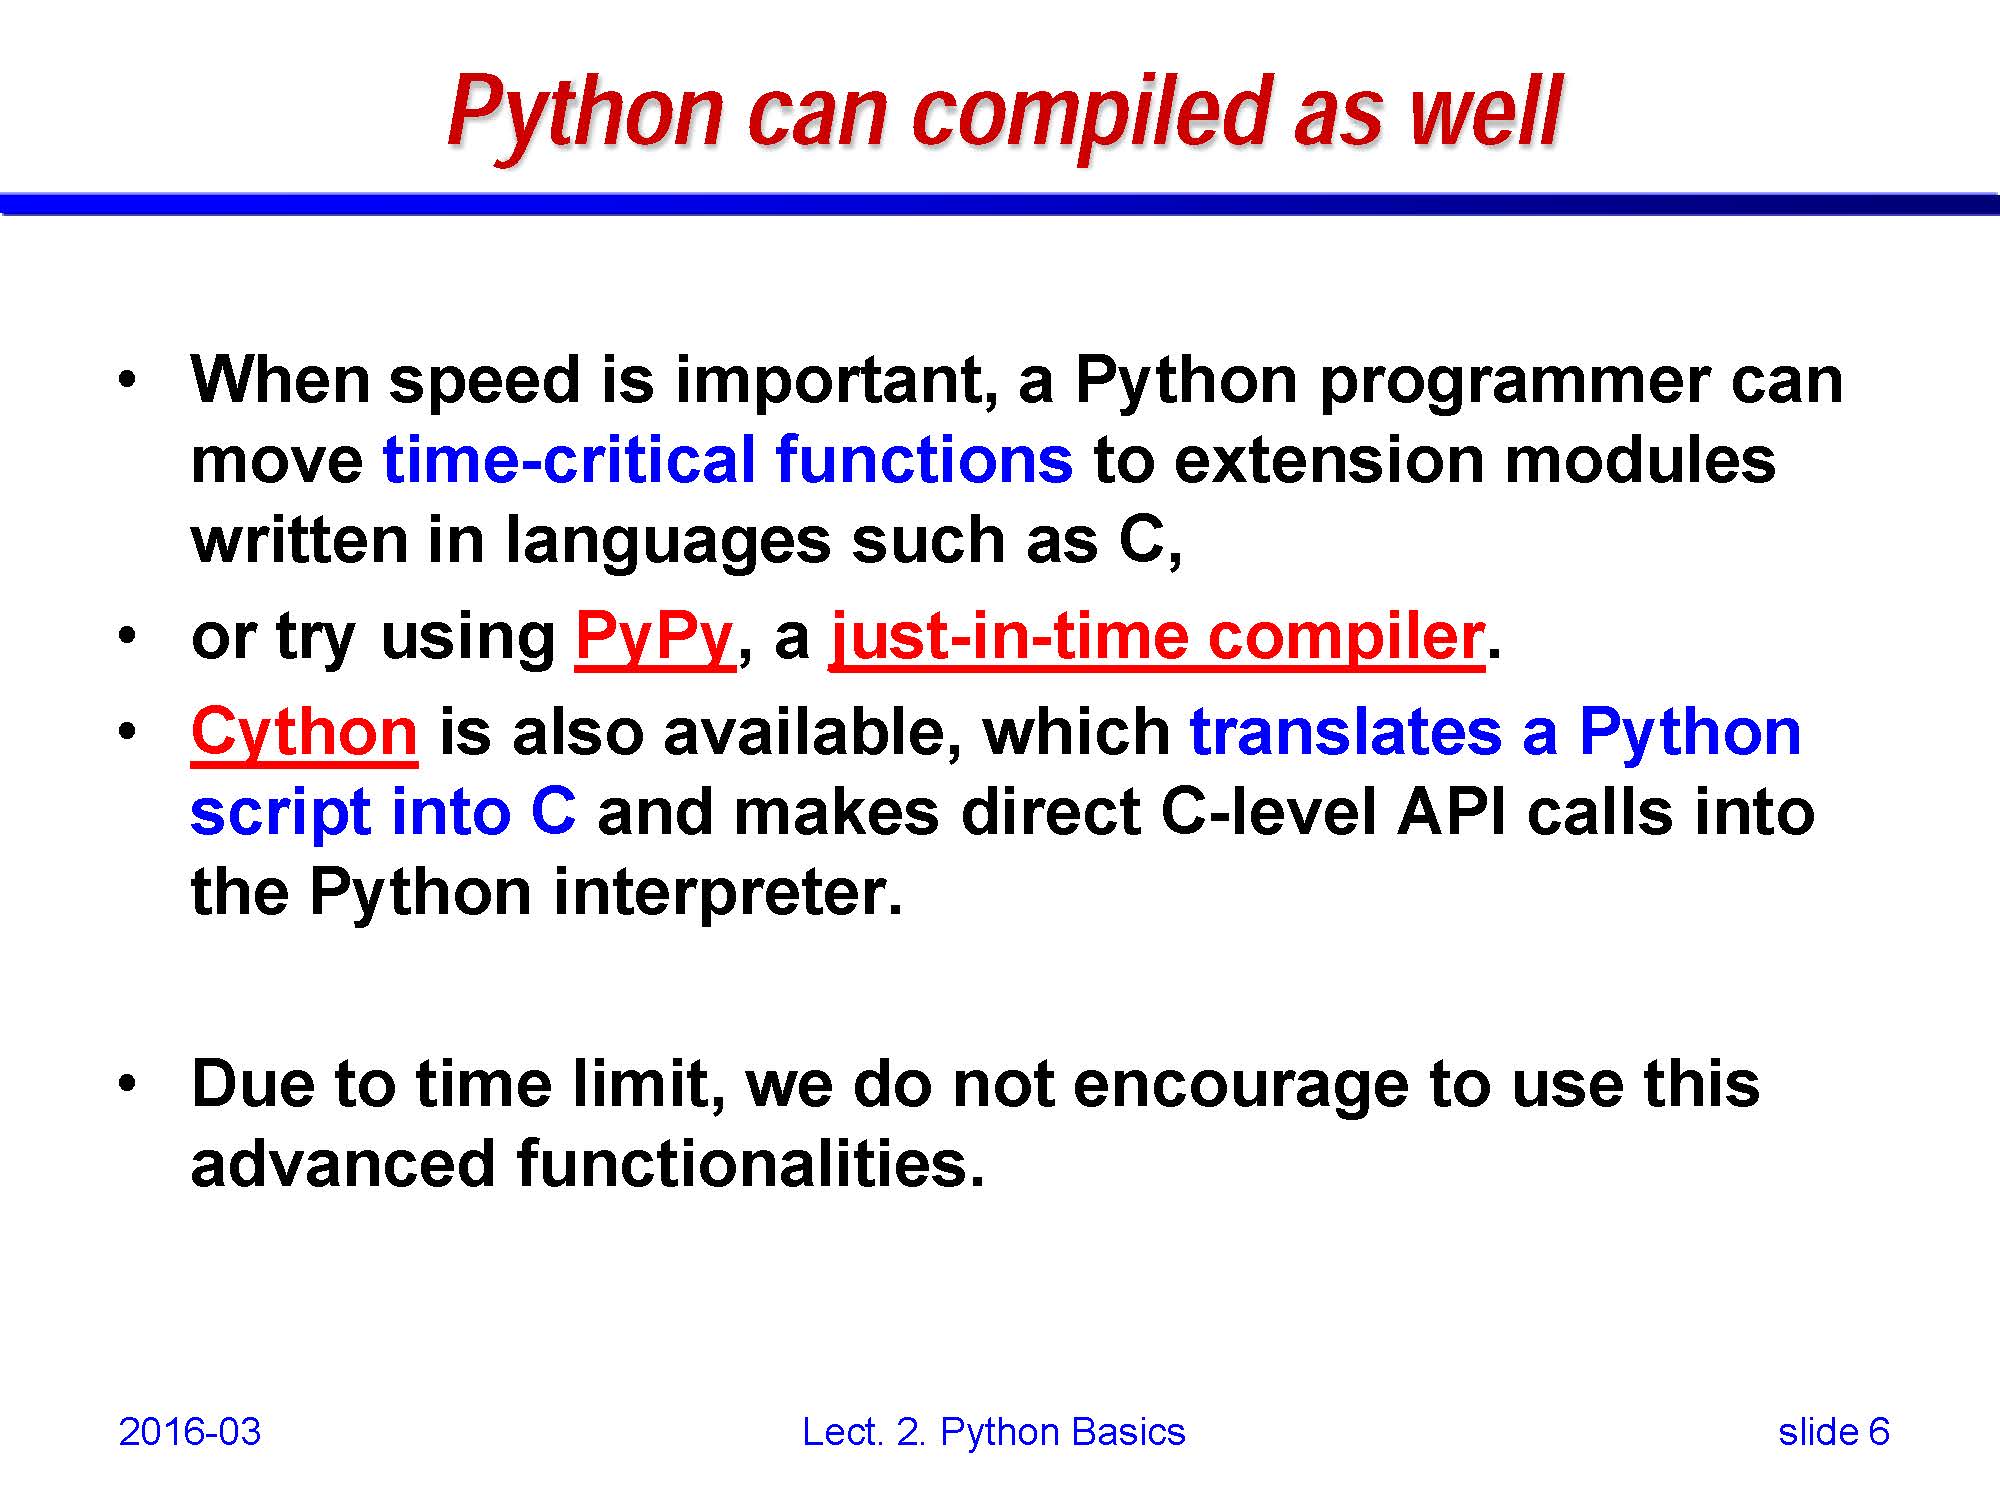 Python can compiled as well
• When speed is important, a Python programmer can
move time-critical functions to extension modules
written in languages such as C,
• or try using PyPy, a just-in-time compiler.
• Cython is also available, which translates a Python
script into C and makes direct C-level API calls into
the Python interpreter.
• Due to time limit, we do not encourage to use this
advanced functionalities.
2016-03 Lect. 2. Python Basics slide 6